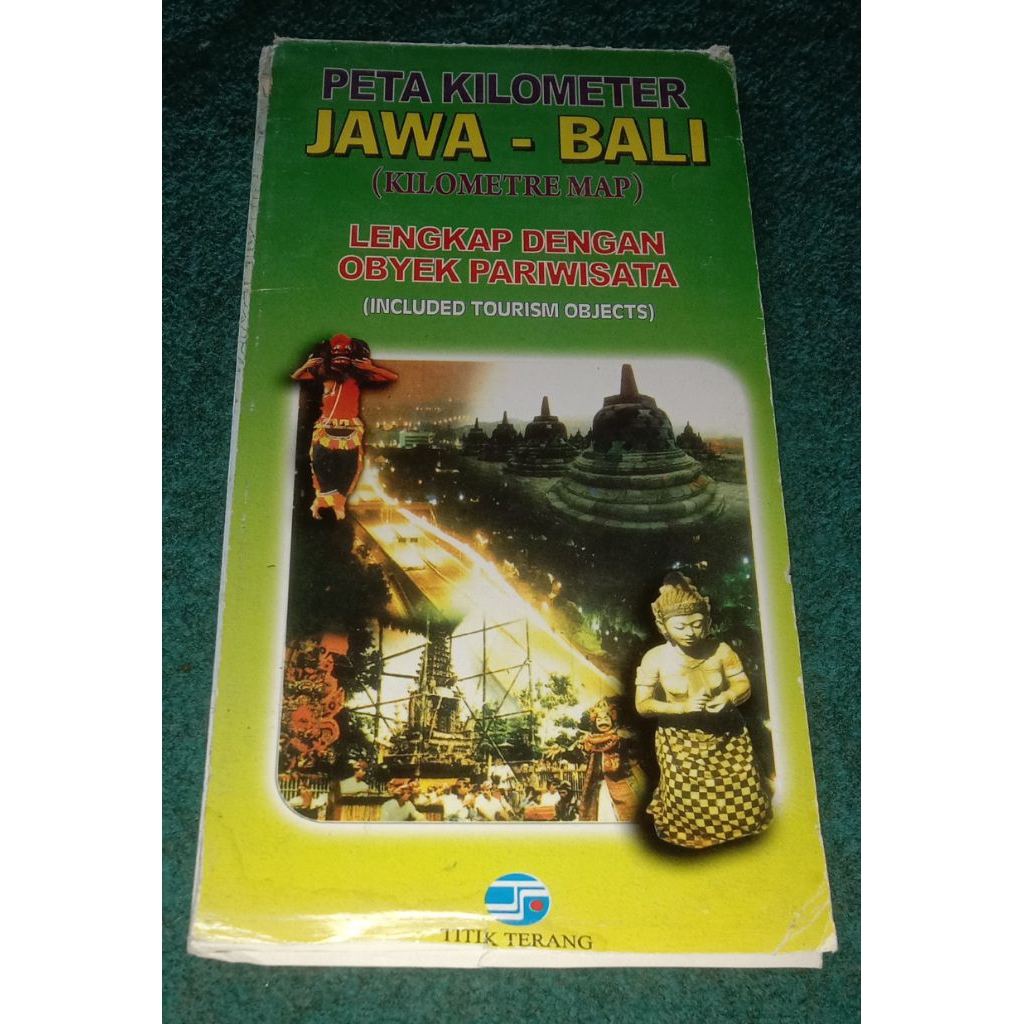 PETA KILOMETER
JAWA - BALI
(KILOMETRE MAP)
LENGKAP DENGAN
OBYEK PARIWISATA
(INCLUDED TOURISM OBJECTS)
TITIK TERANG